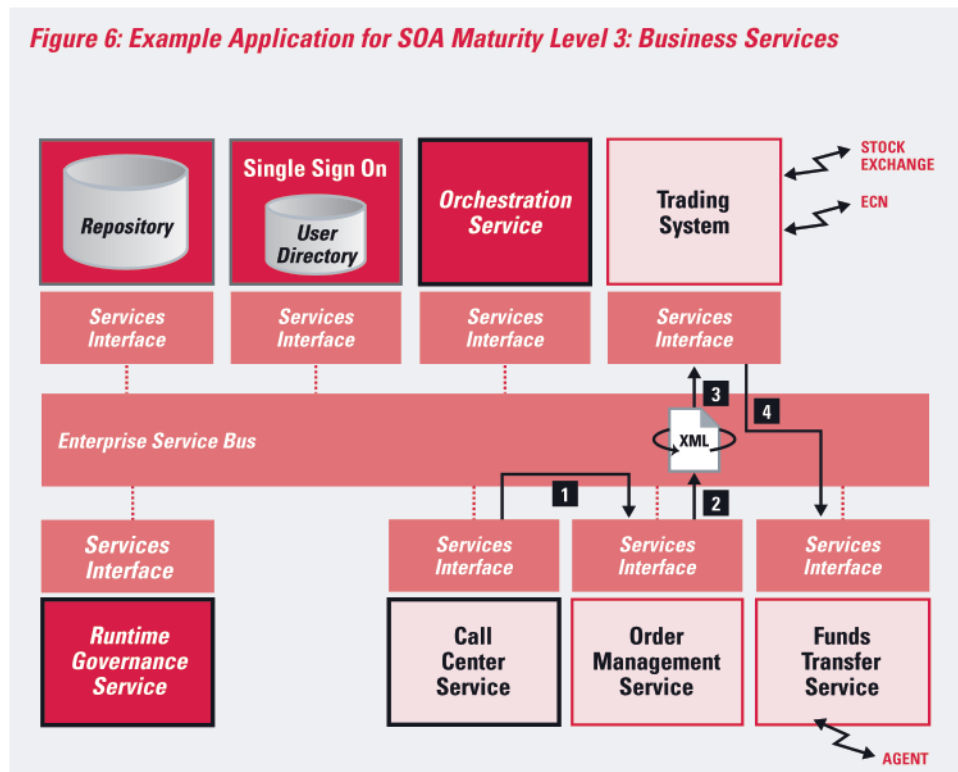 Figure 6: Example Application for SOA Maturity Level 3: Business Services
Repository
Single Sign On
User
Directory
Orchestration
Service
Trading
System
STOCK
EXCHANGE
ECN
Services
Interface
Services
Interface
Services
Interface
Services
Interface
3
4
Enterprise Service Bus
XML
1
2
Services
Interface
Services
Interface
Services
Interface
Services
Interface
Runtime
Governance
Service
Call
Center
Service
Order
Management
Service
Funds
Transfer
Service
AGENT